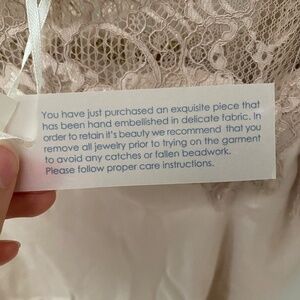 You have just purchased an exquisite piece that
has been hand embellished in delicate fabric. In
order to retain it's beauty we recommend that you
remove all jewelry prior to trying on the garment
to avoid any catches or fallen beadwork.
Please follow proper care instructions.